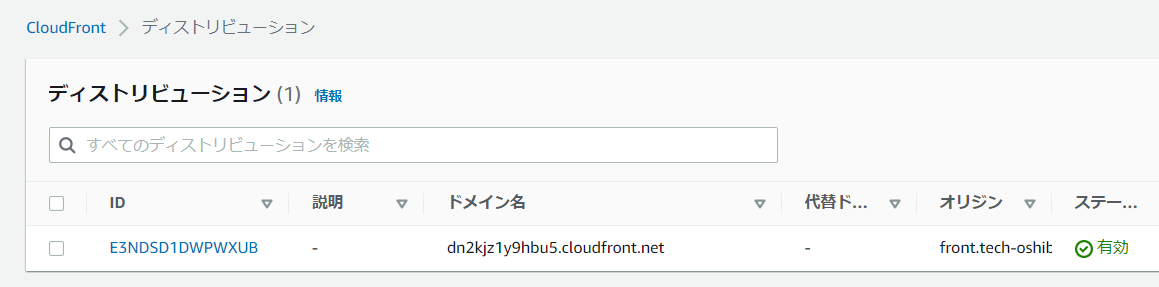 CloudFront > ディストリビューション
ディストリビューション (1) 情報
すべてのディストリビューションを検索
ID 説明 ドメイン名 代替ド... オリジン ステー...
E3NDSD1DWPWXUB - dn2kjz1y9hbu5.cloudfront.net - front.tech-oshib 有効